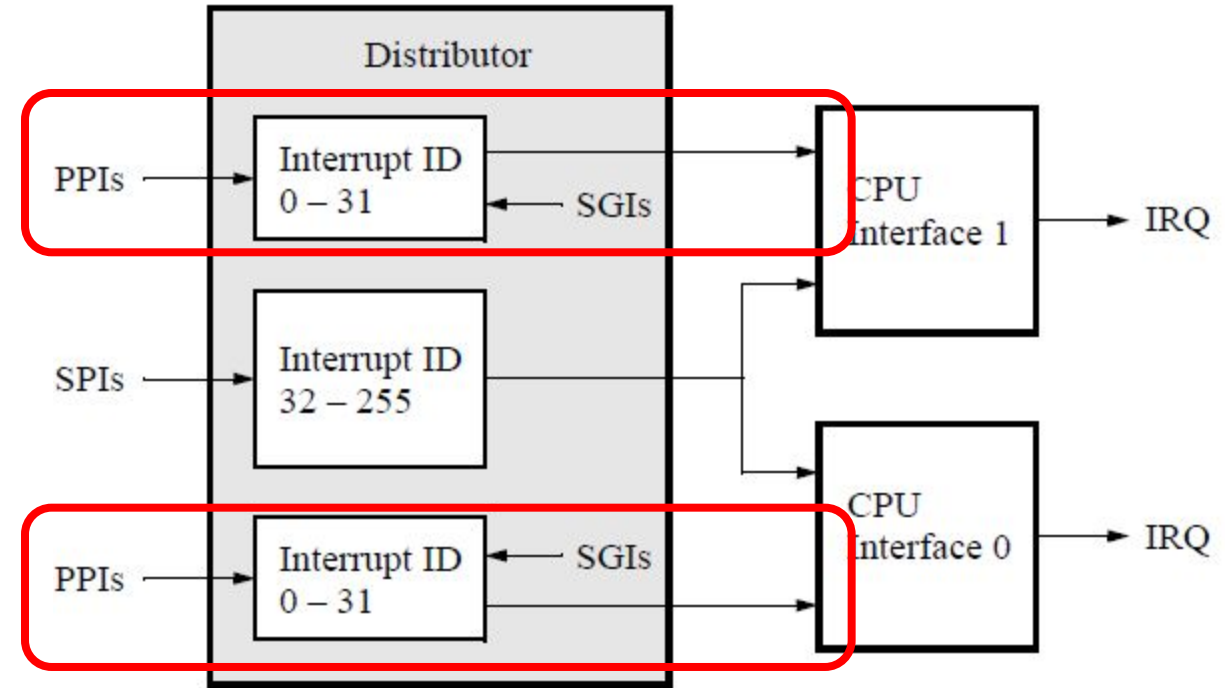 Distributor
PPIs
Interrupt ID
0 – 31
SGIs
CPU
Interface 1
IRQ
SPIs
Interrupt ID
32 – 255
PPIs
Interrupt ID
0 – 31
SGIs
CPU
Interface 0
IRQ